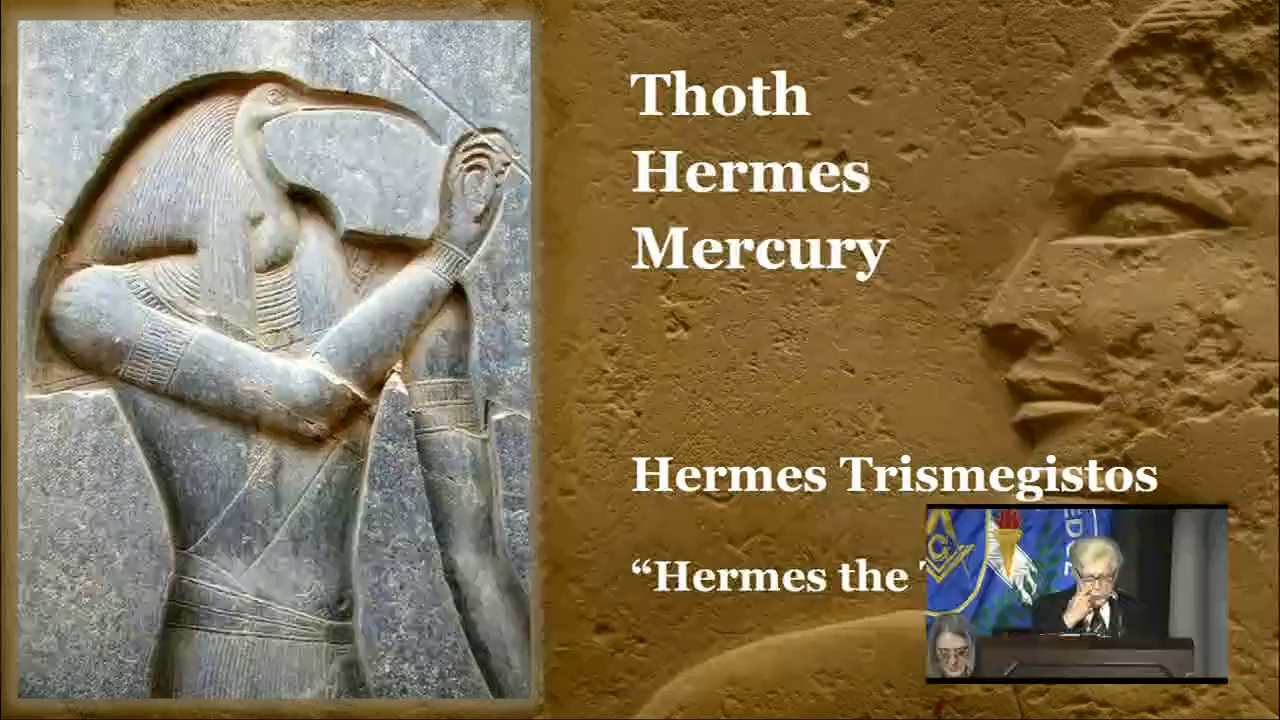 Thoth
Hermes
Mercury
Hermes Trismegistos
“Hermes the
G